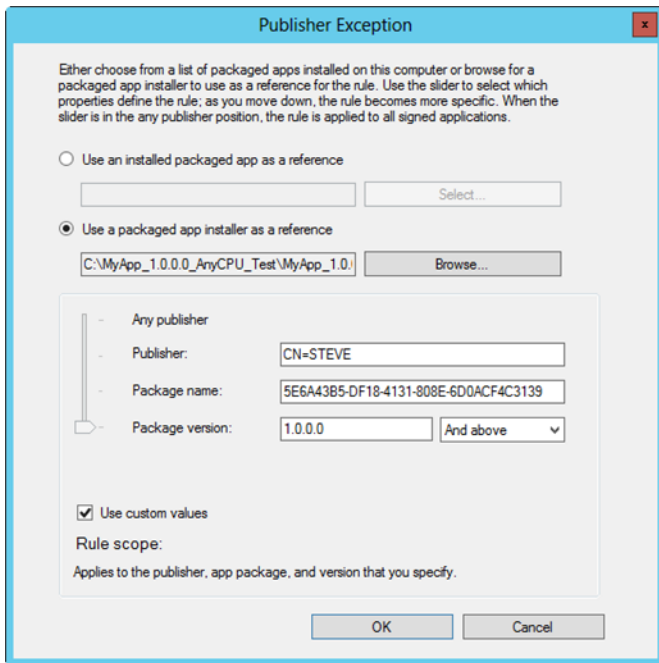 Publisher Exception
x
Either choose from a list of packaged apps installed on this computer or browse for a
packaged app installer to use as a reference for the rule. Use the slider to select which
properties define the rule; as you move down, the rule becomes more specific. When the
slider is in the any publisher position, the rule is applied to all signed applications.
Use an installed packaged app as a reference
Select...
Use a packaged app installer as a reference
C:\MyApp_1.0.0.0_AnyCPU_Test\MyApp_1.0.
Browse...
Any publisher
Publisher: CN=STEVE
Package name: 5E6A43B5-DF18-4131-808E-6D0ACF4C3139
Package version: 1.0.0.0 And above
Use custom values
Rule scope:
Applies to the publisher, app package, and version that you specify.
OK Cancel